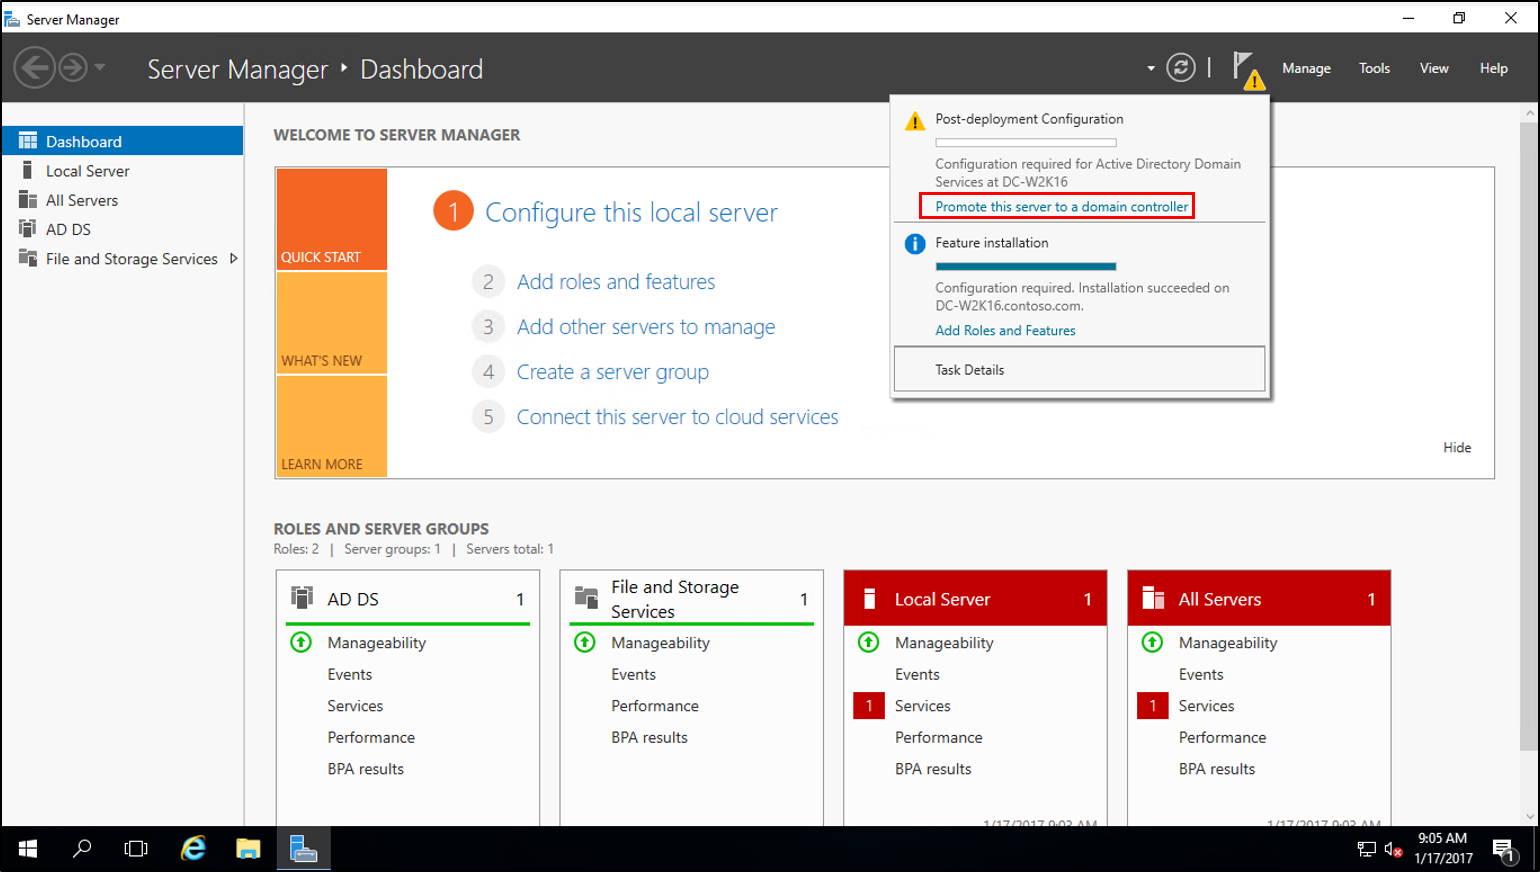 Server Manager
Server Manager ‣ Dashboard
Manage Tools View Help
Dashboard
Local Server
All Servers
AD DS
File and Storage Services
WELCOME TO SERVER MANAGER
QUICK START
WHAT'S NEW
LEARN MORE
1 Configure this local server
2 Add roles and features
3 Add other servers to manage
4 Create a server group
5 Connect this server to cloud services
Hide
Post-deployment Configuration
Configuration required for Active Directory Domain
Services at DC-W2K16
Promote this server to a domain controller
Feature installation
Configuration required. Installation succeeded on
DC-W2K16.contoso.com.
Add Roles and Features
Task Details
ROLES AND SERVER GROUPS
Roles: 2 | Server groups: 1 | Servers total: 1
AD DS 1
Manageability
Events
Services
Performance
BPA results
File and Storage
Services 1
Manageability
Events
Performance
BPA results
Local Server 1
Manageability
Events
1 Services
Performance
BPA results
1/17/2017 9:03 AM
All Servers 1
Manageability
Events
1 Services
Performance
BPA results
1/17/2017 9:03 AM
9:05 AM
1/17/2017
1